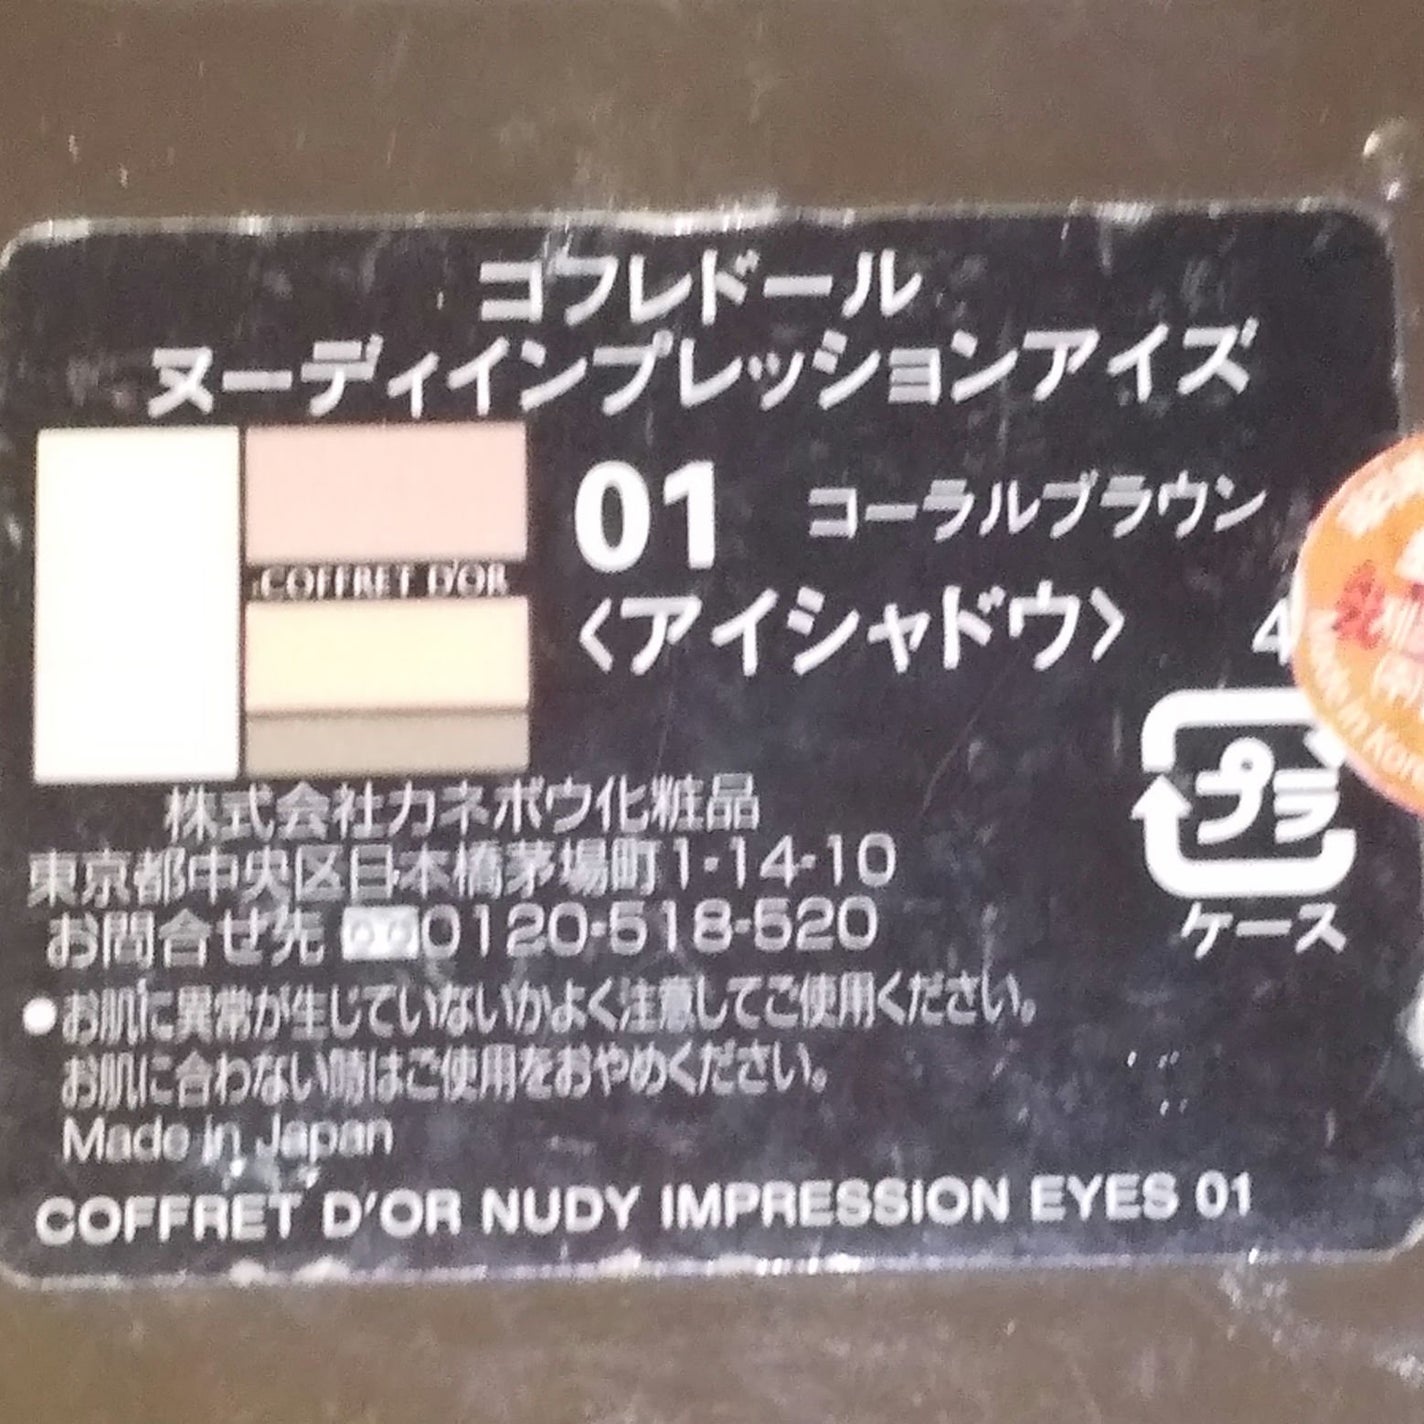 コフレドール
ヌーディインプレッションアイズ
01 コーラルブラウン
COFFRET D'OR
〈アイシャドウ〉 4
プラ
ケース
株式会社カネボウ化粧品
東京都中央区日本橋茅場町1-14-10
お問合せ先 0120-518-520
●お肌に異常が生じていないかよく注意してご使用ください。
お肌に合わない時はご使用をおやめください。
Made in Japan
COFFRET D'OR NUDY IMPRESSION EYES 01
Made in Kor